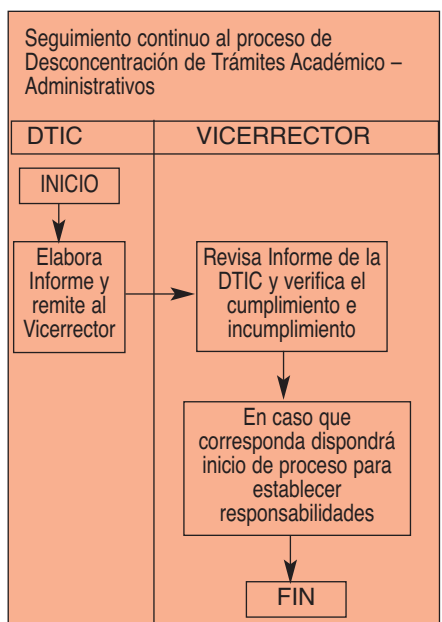 Seguimiento continuo al proceso de
Desconcentración de Trámites Académico –
Administrativos
DTIC
VICERRECTOR
INICIO
Elabora
Informe y
remite al
Vicerrector
Revisa Informe de la
DTIC y verifica el
cumplimiento e
incumplimiento
En caso que
corresponda dispondrá
inicio de proceso para
establecer
responsabilidades
FIN